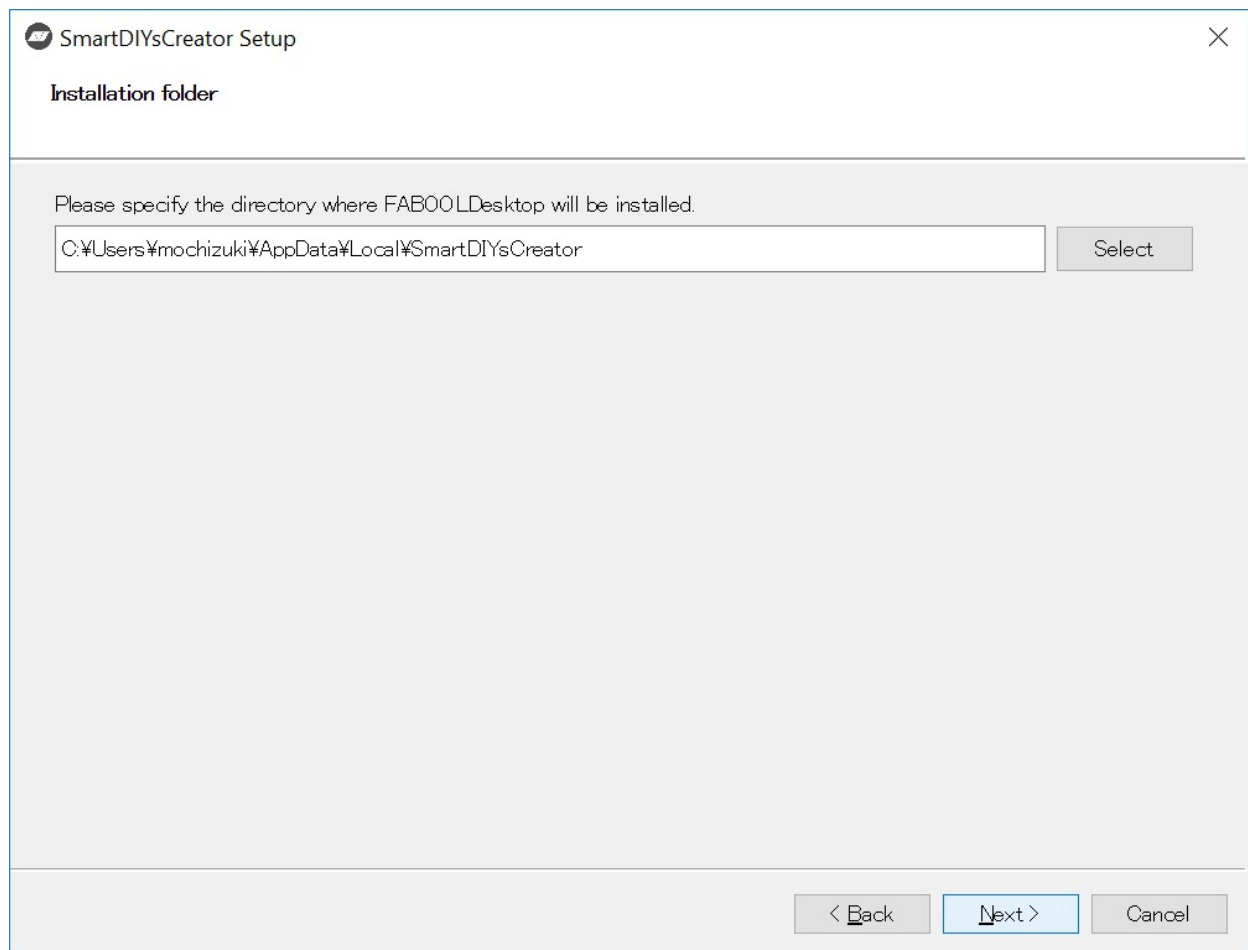 SmartDIYsCreator Setup
Installation folder
Please specify the directory where FABOOLDesktop will be installed.
C:¥Users¥mochizuki¥AppData¥Local¥SmartDIYsCreator
Select
< Back
Next >
Cancel